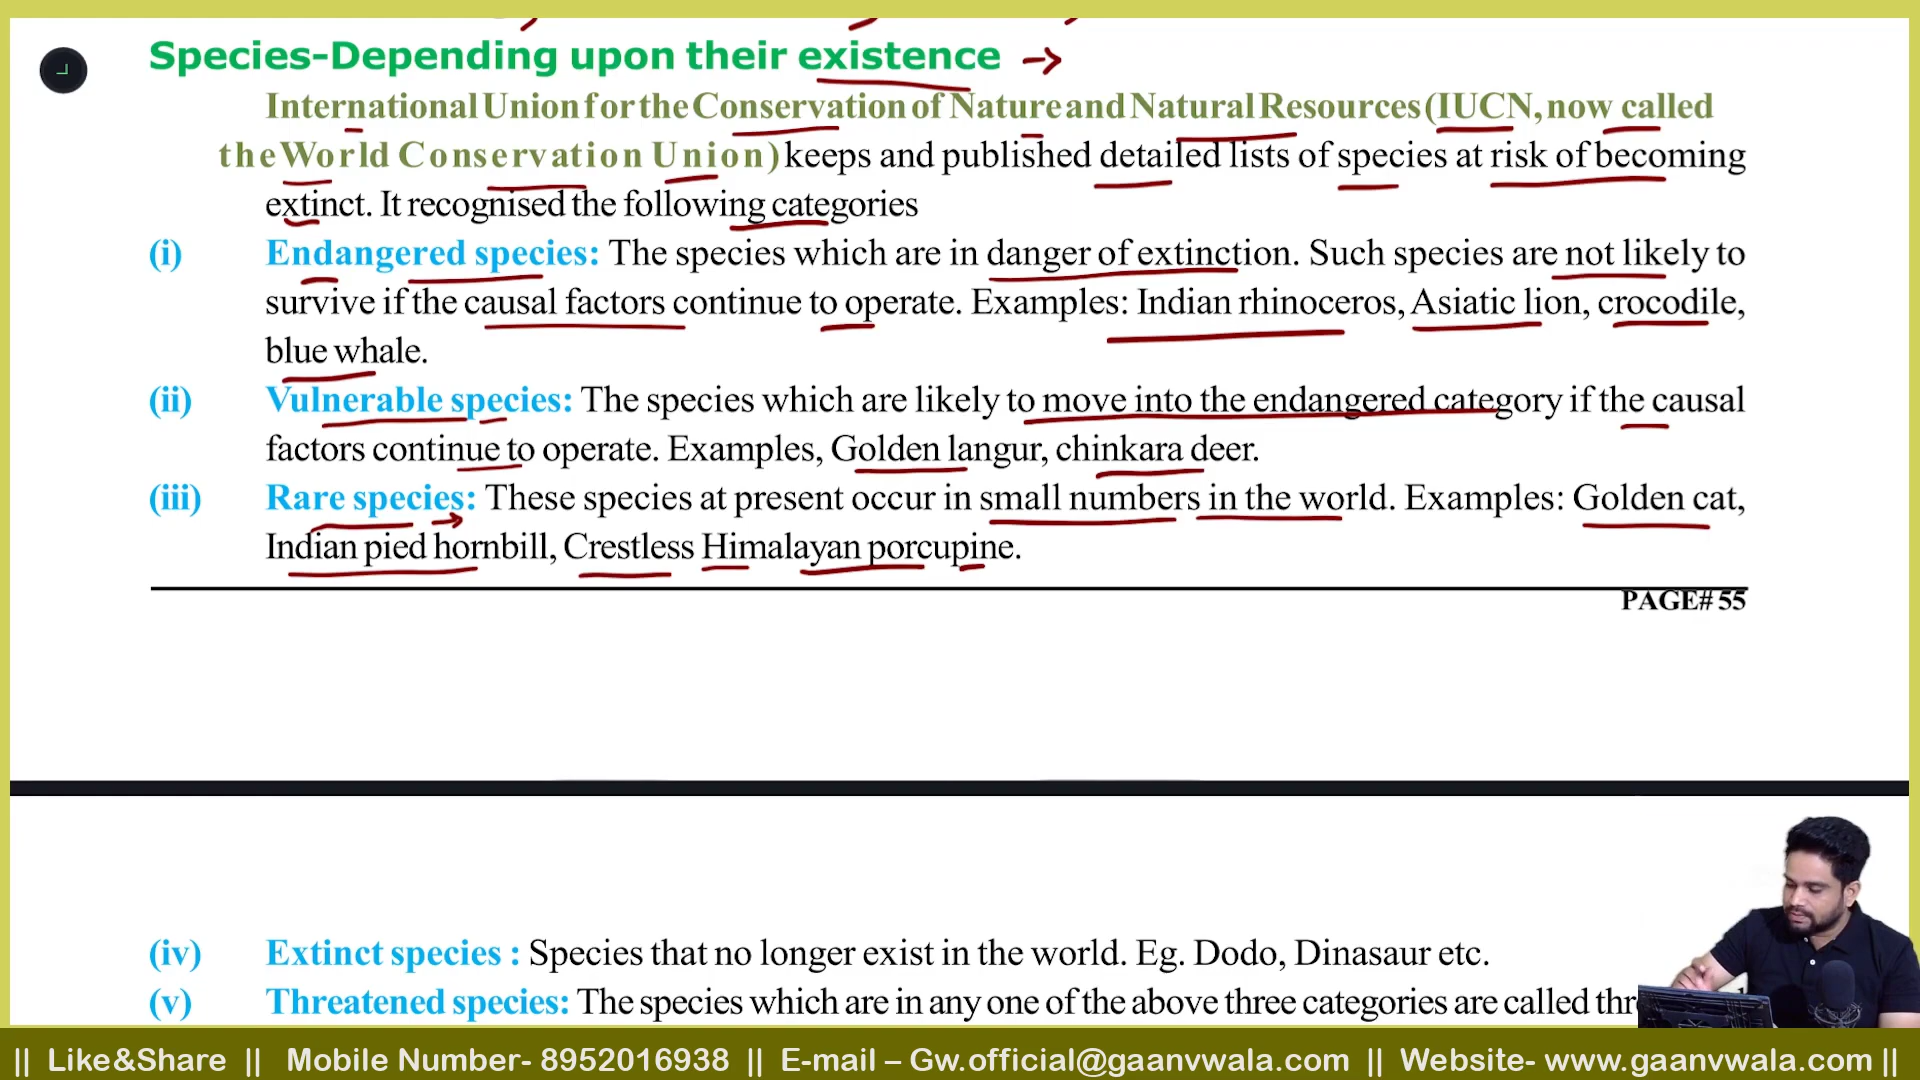 Species-Depending upon their existence
International Union for the Conservation of Nature and Natural Resources (IUCN, now called
the World Conservation Union) keeps and published detailed lists of species at risk of becoming
extinct. It recognised the following categories
(i) Endangered species: The species which are in danger of extinction. Such species are not likely to
survive if the causal factors continue to operate. Examples: Indian rhinoceros, Asiatic lion, crocodile,
blue whale.
(ii) Vulnerable species: The species which are likely to move into the endangered category if the causal
factors continue to operate. Examples, Golden langur, chinkara deer.
(iii) Rare species: These species at present occur in small numbers in the world. Examples: Golden cat,
Indian pied hornbill, Crestless Himalayan porcupine.
PAGE# 55
(iv) Extinct species : Species that no longer exist in the world. Eg. Dodo, Dinasaur etc.
(v) Threatened species: The species which are in any one of the above three categories are called
|| Like&Share || Mobile Number- 8952016938 || E-mail – Gw.official@gaanvwala.com || Website- www.gaanvwala.com ||